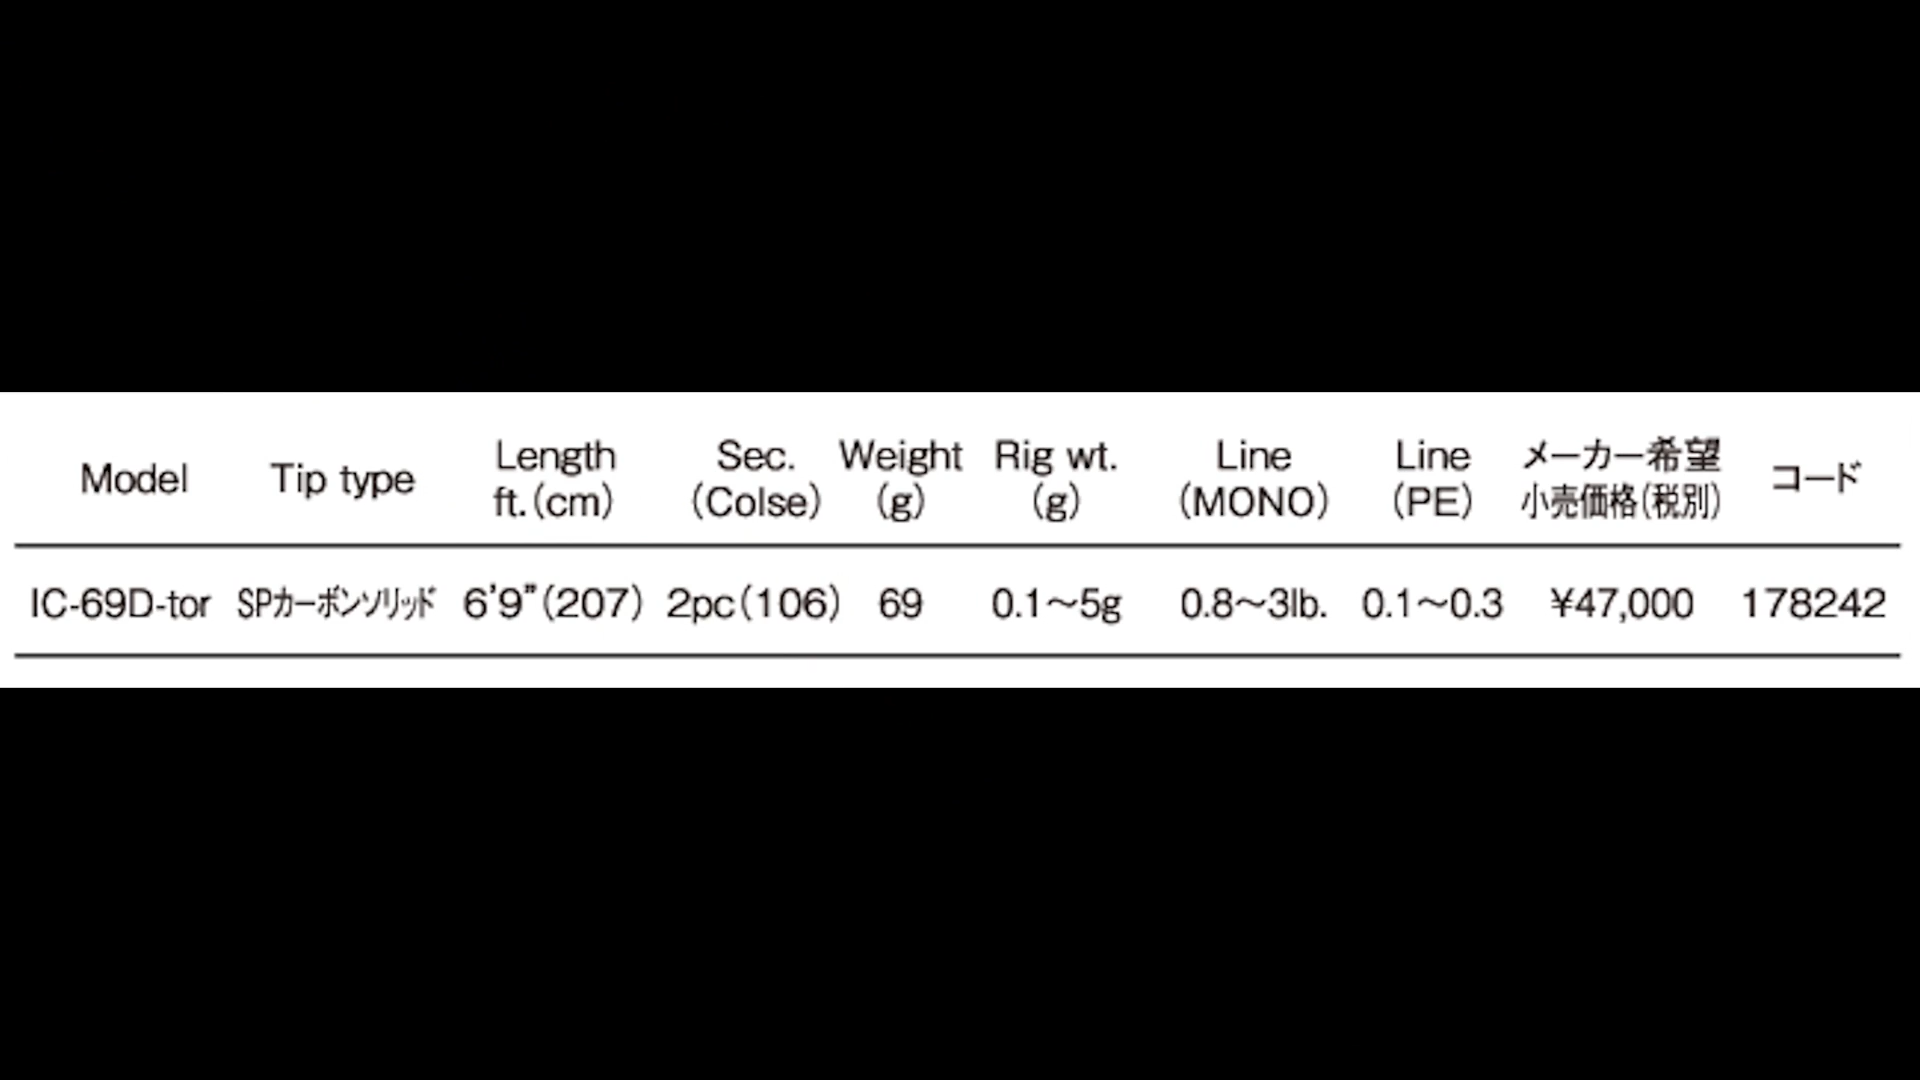 Model Tip type Length Sec. Weight Rig wt. Line Line メーカー希望 コード
ft.(cm) (Colse) (g) (g) (MONO) (PE) 小売価格(税別)
IC-69D-tor SPカーボンソリッド 6'9”(207) 2pc(106) 69 0.1〜5g 0.8〜3lb. 0.1〜0.3 ¥47,000 178242